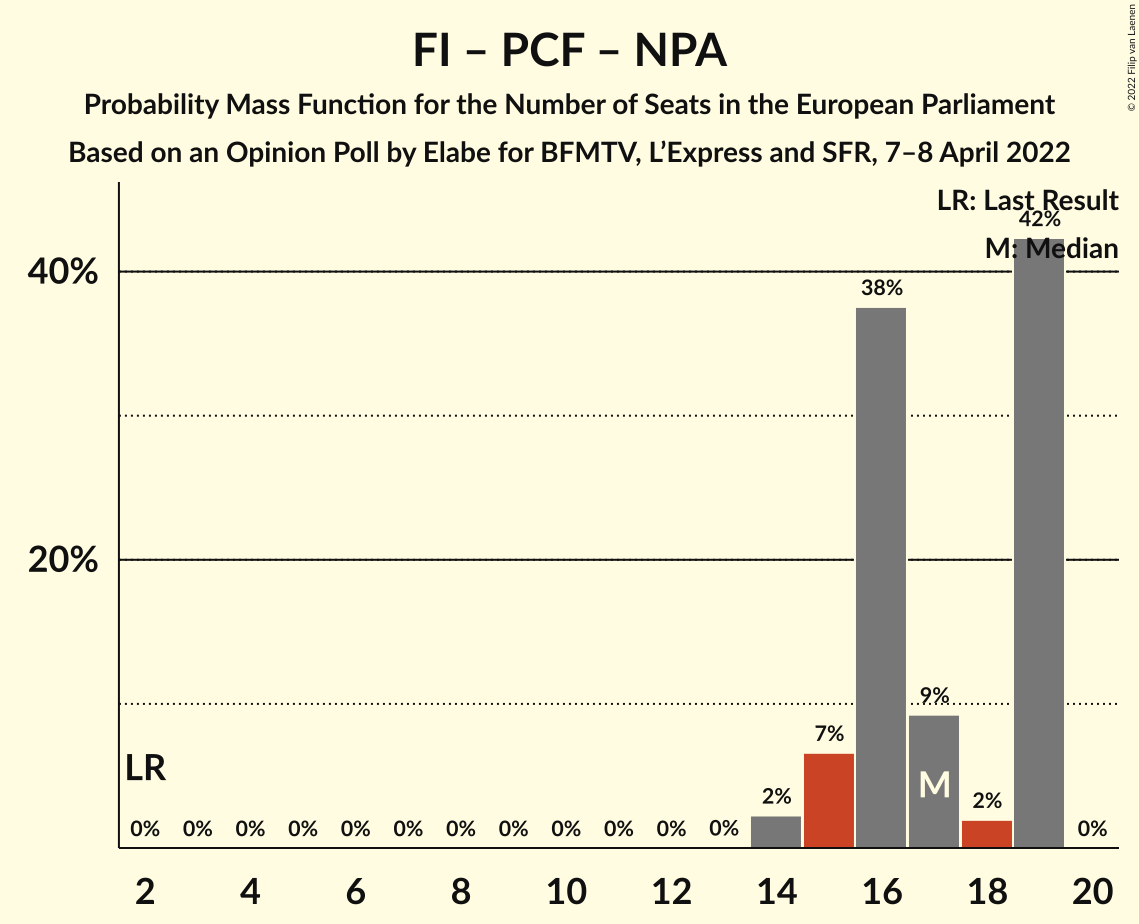 FI – PCF – NPA
Probability Mass Function for the Number of Seats in the European Parliament
Based on an Opinion Poll by Elabe for BFMTV, L’Express and SFR, 7–8 April 2022
© 2022 Filip van Laenen
LR: Last Result
42%
M: Median
40%
38%
20%
9%
7%
LR
M
2%
2%
0% 0% 0% 0% 0% 0% 0% 0% 0% 0% 0% 0% 0%
2 4 6 8 10 12 14 16 18 20